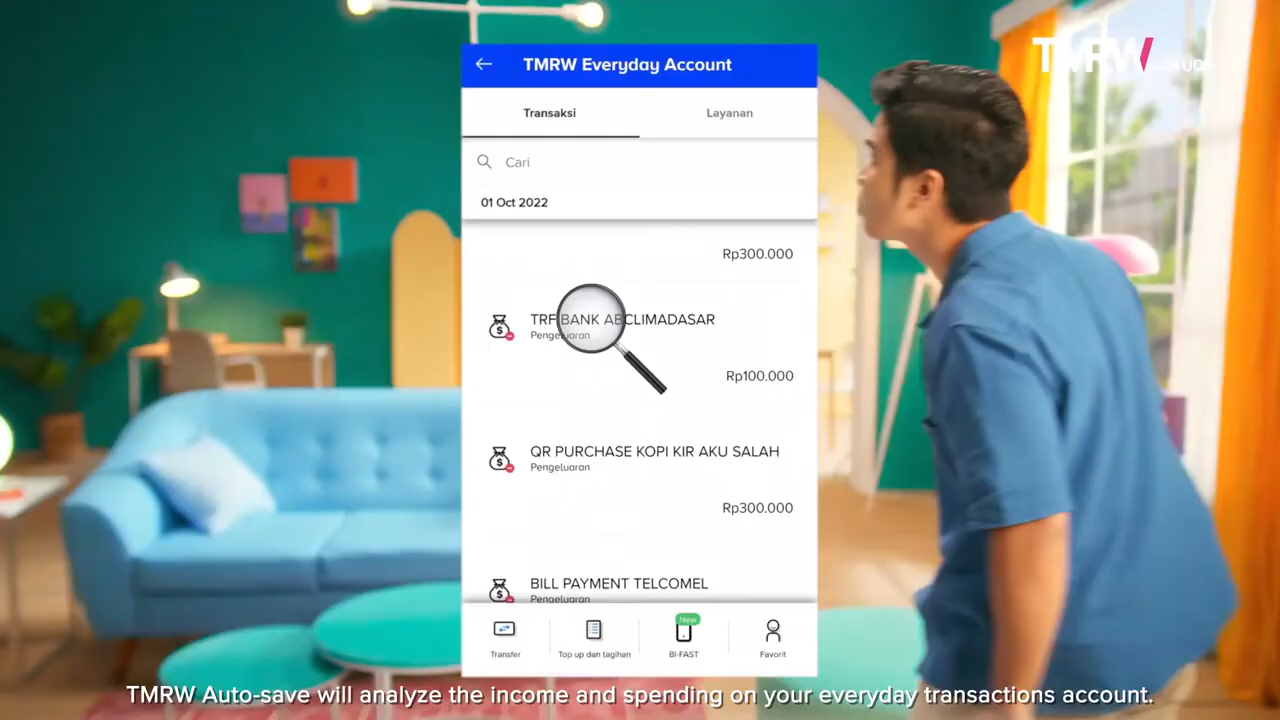 TMRW
TMRW Everyday Account
Transaksi
Layanan
Cari
01 Oct 2022
Rp300.000
TRF BANK ABCLIMADASAR
Pengeluaran
Rp100.000
QR PURCHASE KOPI KIR AKU SALAH
Pengeluaran
Rp300.000
BILL PAYMENT TELCOMEL
Pengeluaran
New
Transfer
Top up dan tagihan
BI-FAST
Favorit
TMRW Auto-save will analyze the income and spending on your everyday transactions account.